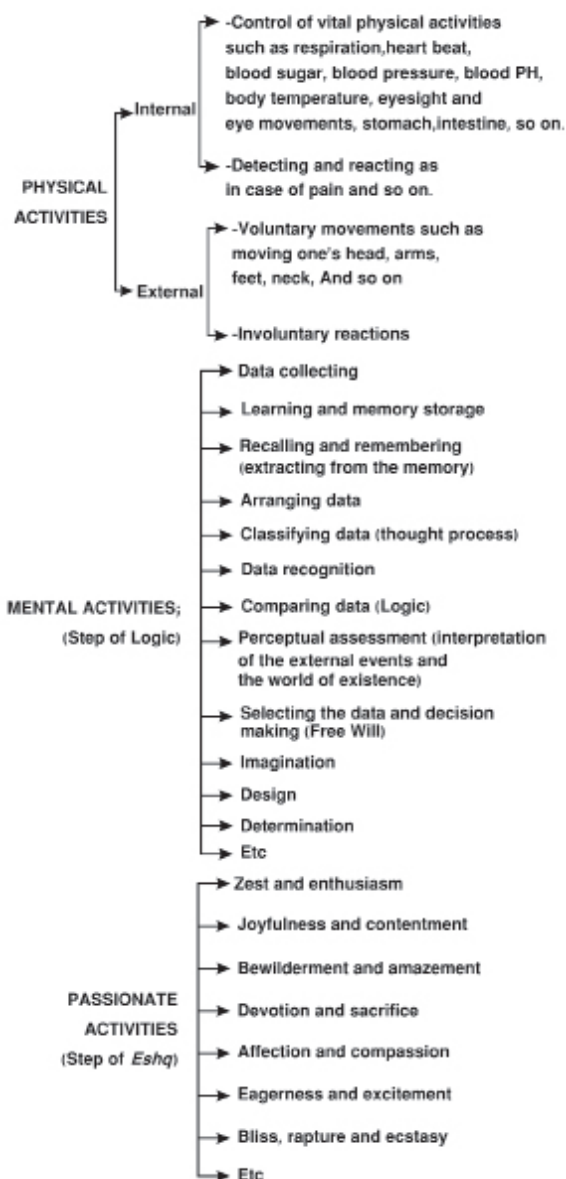 -Control of vital physical activities
such as respiration,heart beat,
blood sugar, blood pressure, blood PH,
body temperature, eyesight and
eye movements, stomach,intestine, so on.
Internal
-Detecting and reacting as
in case of pain and so on.
PHYSICAL
ACTIVITIES
-Voluntary movements such as
moving one's head, arms,
feet, neck, And so on
External
-Involuntary reactions
Data collecting
Learning and memory storage
Recalling and remembering
(extracting from the memory)
Arranging data
Classifying data (thought process)
Data recognition
MENTAL ACTIVITIES;
(Step of Logic)
Comparing data (Logic)
Perceptual assessment (interpretation
of the external events and
the world of existence)
Selecting the data and decision
making (Free Will)
Imagination
Design
Determination
Etc
Zest and enthusiasm
Joyfulness and contentment
Bewilderment and amazement
PASSIONATE
ACTIVITIES
(Step of Eshq)
Devotion and sacrifice
Affection and compassion
Eagerness and excitement
Bliss, rapture and ecstasy
Etc